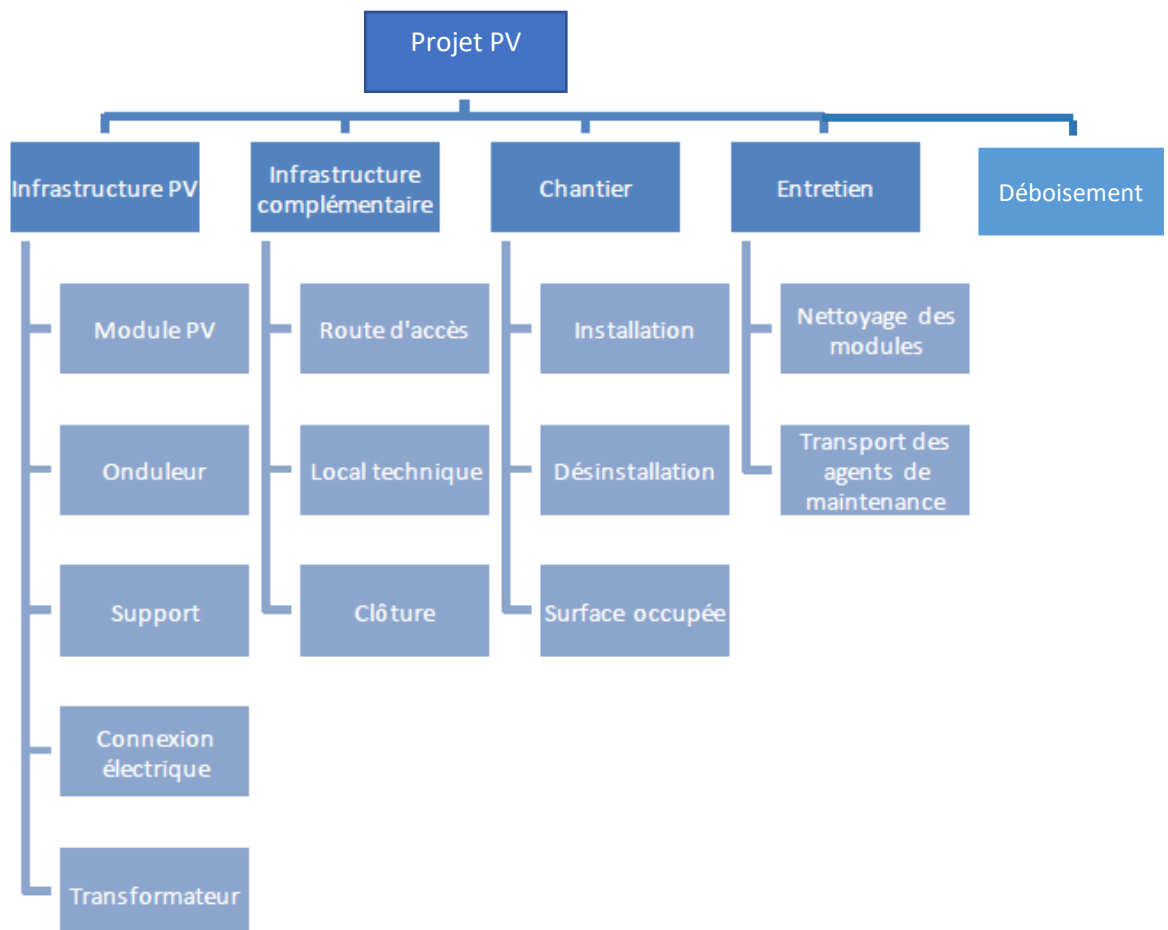 Projet PV
Infrastructure PV
Infrastructure
complémentaire
Chantier
Entretien
Déboisement
Module PV
Route d'accès
Installation
Nettoyage des
modules
Onduleur
Local technique
Désinstallation
Transport des
agents de
maintenance
Support
Clôture
Surface occupée
Connexion
électrique
Transformateur